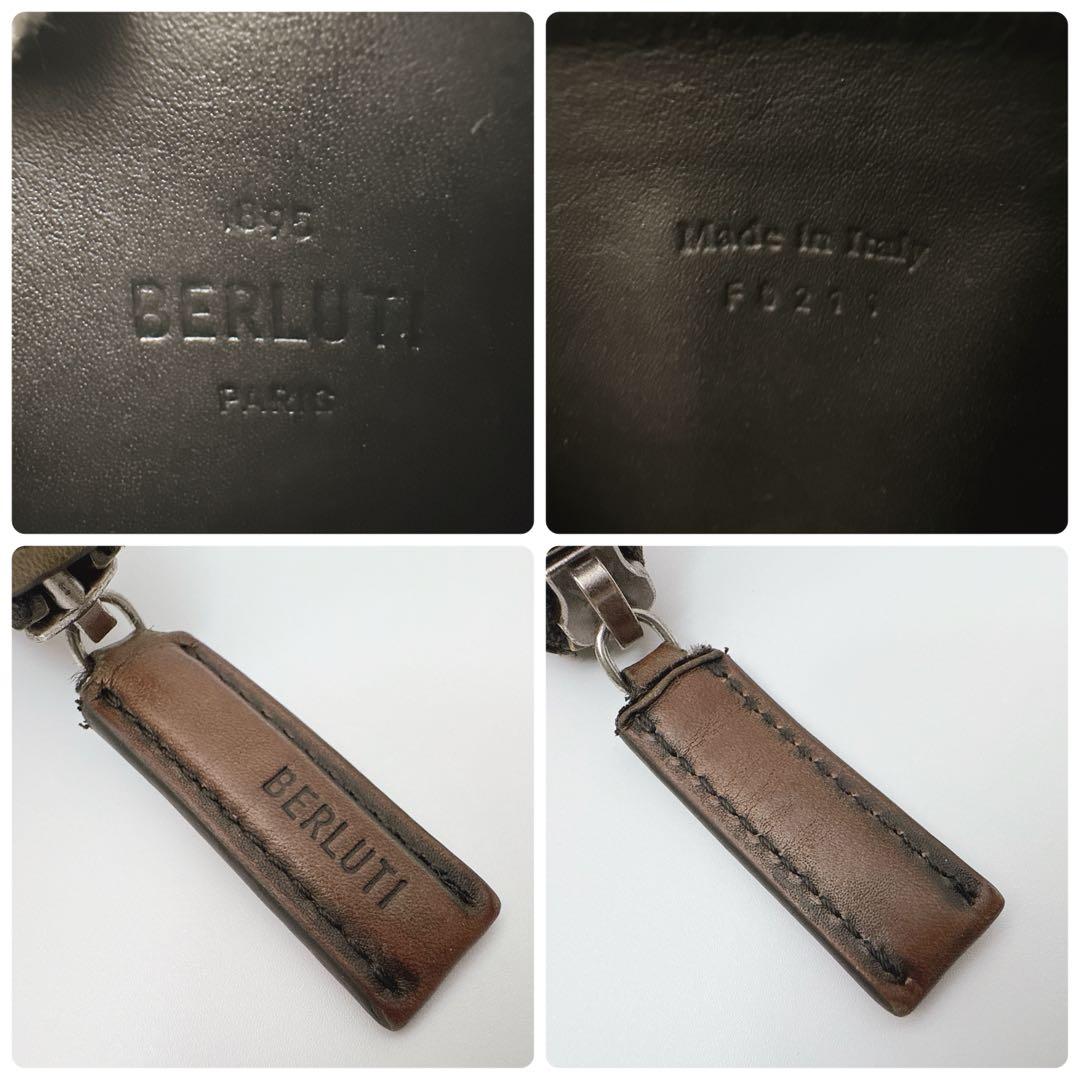 1895
BERLUTI
PARIS
Made in Italy
BERLUTI